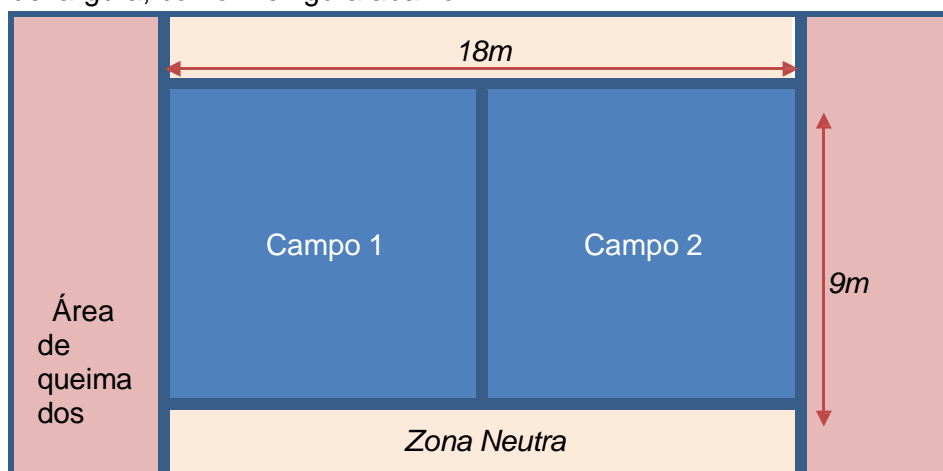 18m
Campo 1
Campo 2
9m
Área
de
queima
dos
Zona Neutra